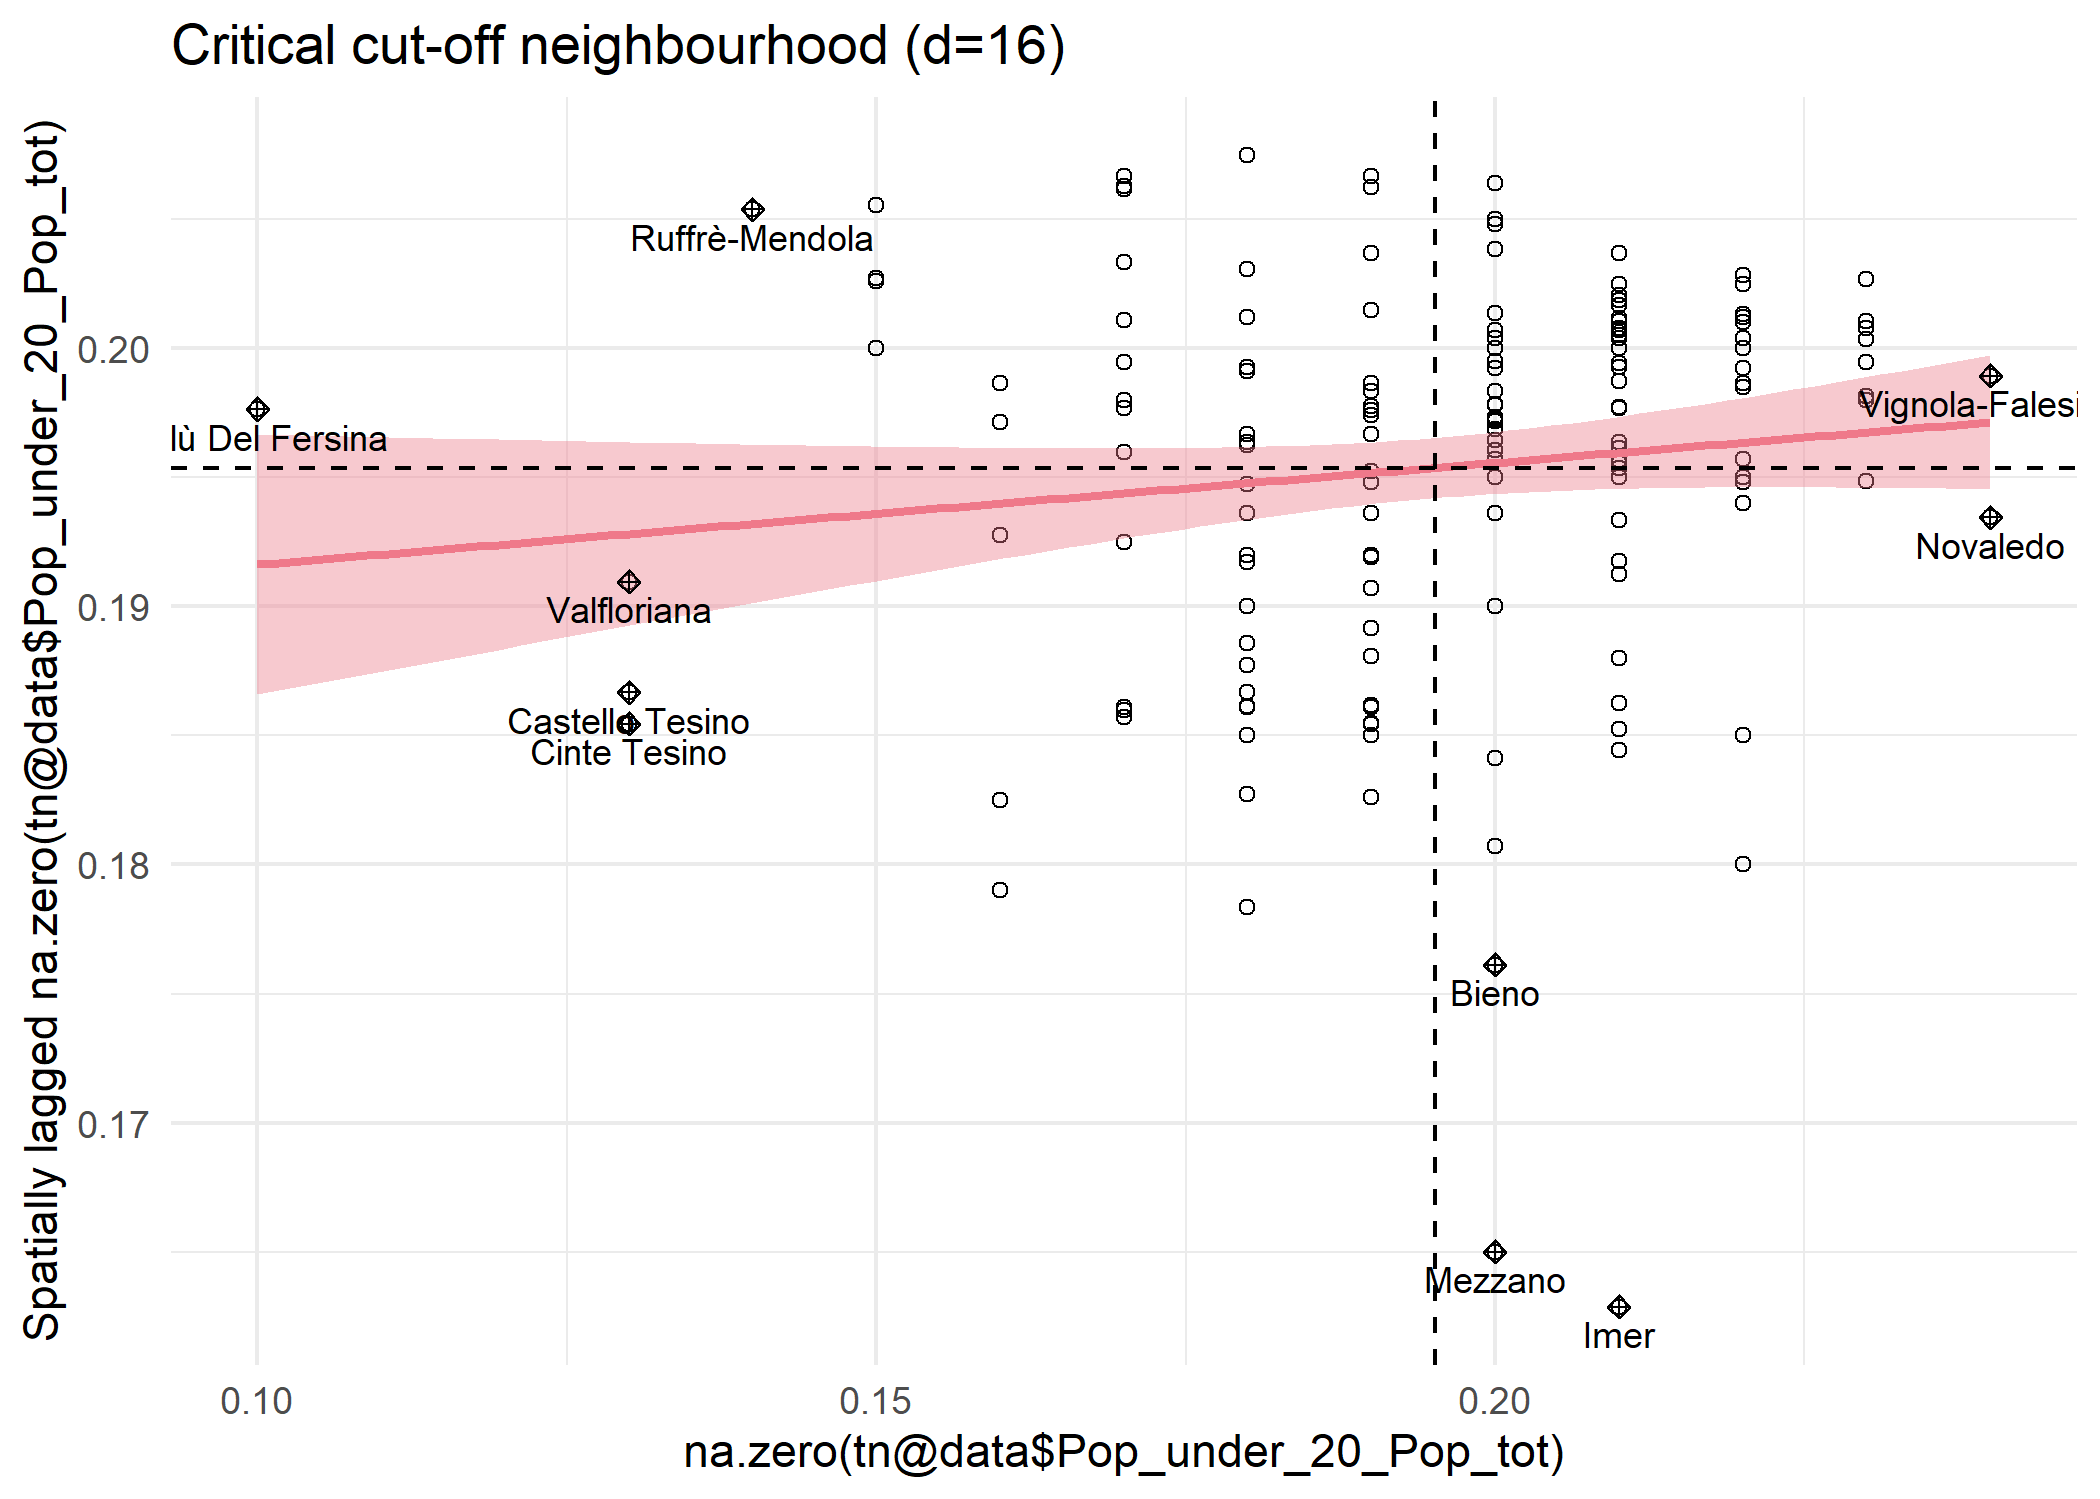 Critical cut-off neighbourhood (d=16)
Spatially lagged na.zero(tn@data$Pop_under_20_Pop_tot)
0.20
0.19
0.18
0.17
Ruffrè-Mendola
lù Del Fersina
Vignola-Falesi
Novaledo
Valfloriana
Castello Tesino
Cinte Tesino
Bieno
Mezzano
Imer
0.10
0.15
0.20
na.zero(tn@data$Pop_under_20_Pop_tot)